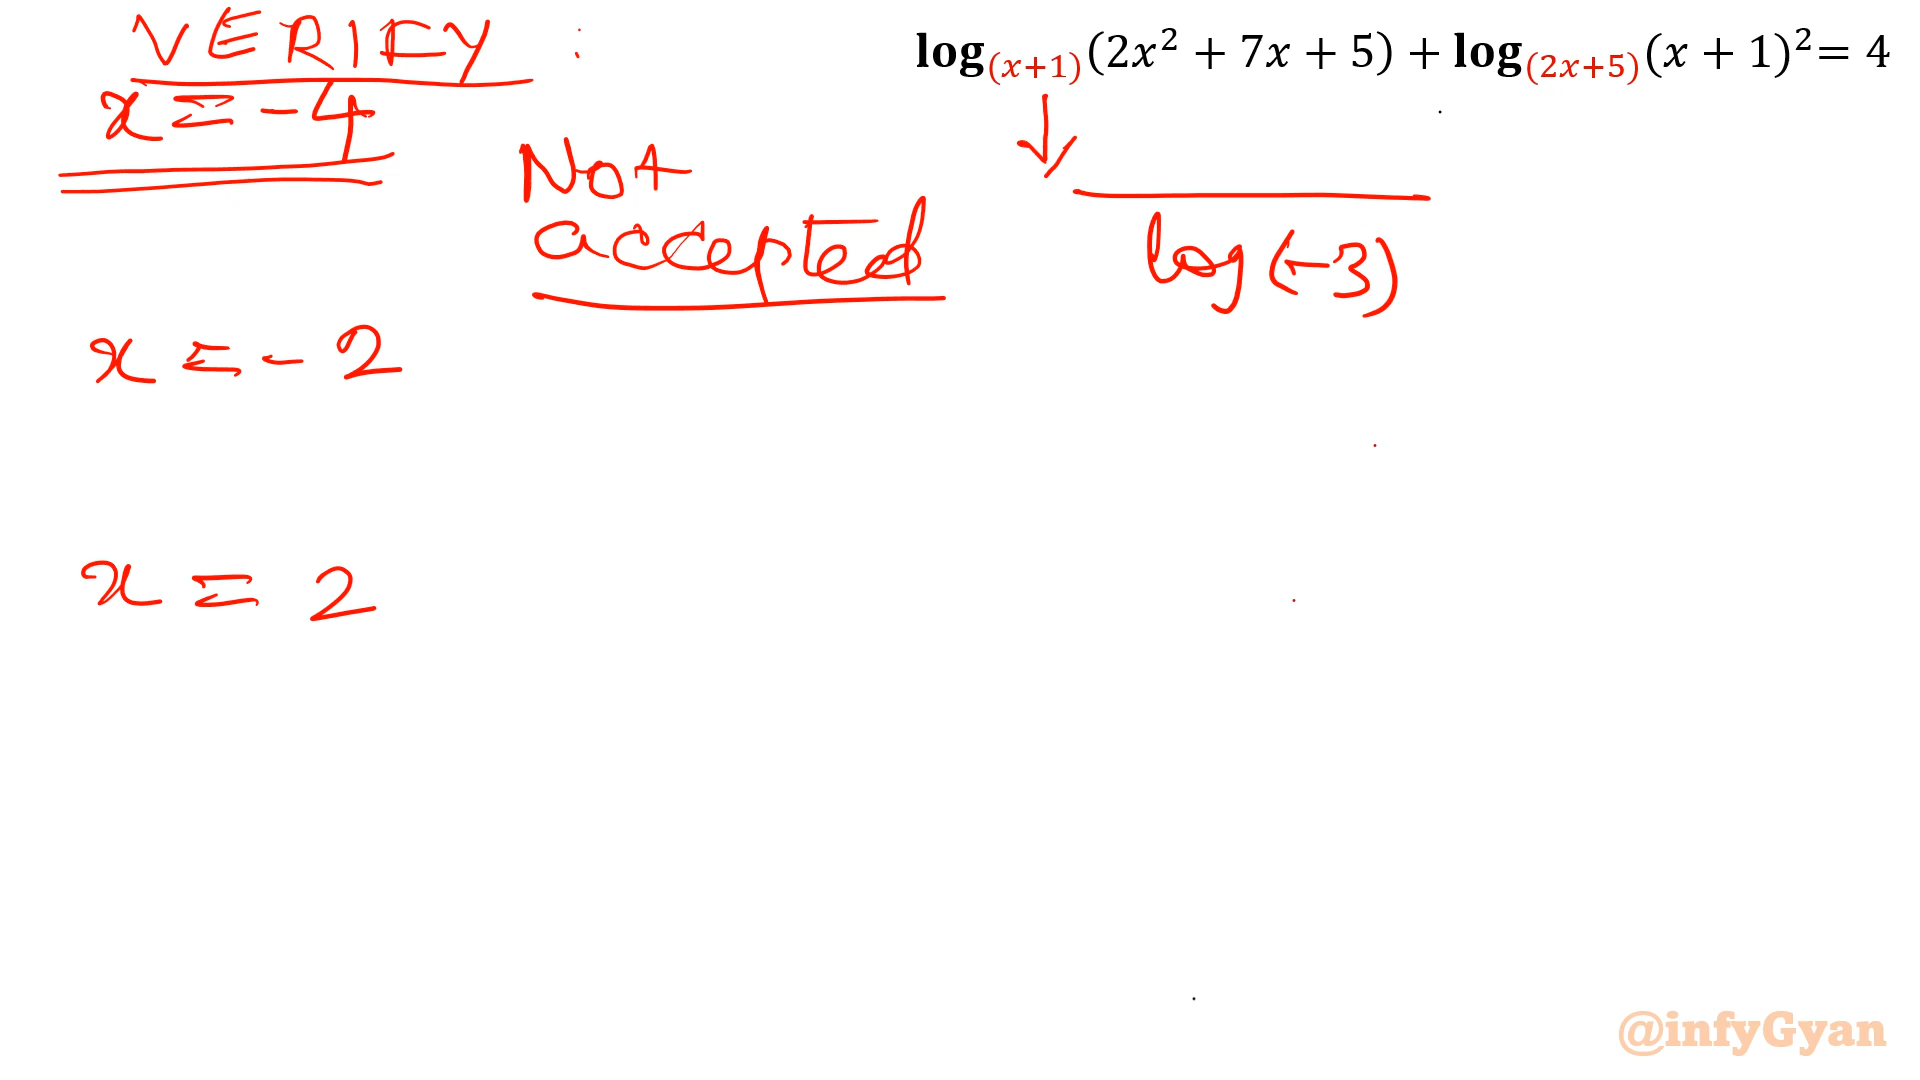 VERIFY :
log₍ₓ₊₁₎(2x² + 7x + 5) + log₍₂ₓ₊₅₎(x + 1)²= 4
x = -4
Not
accepted
log (-3)
x = - 2
x = 2
@infyGyan